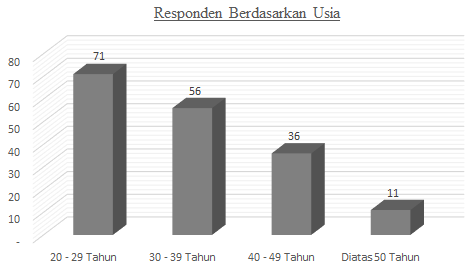 Responden Berdasarkan Usia
80
70
60
50
40
30
20
10
-
71
56
36
11
20 - 29 Tahun
30 - 39 Tahun
40 - 49 Tahun
Diatas 50 Tahun